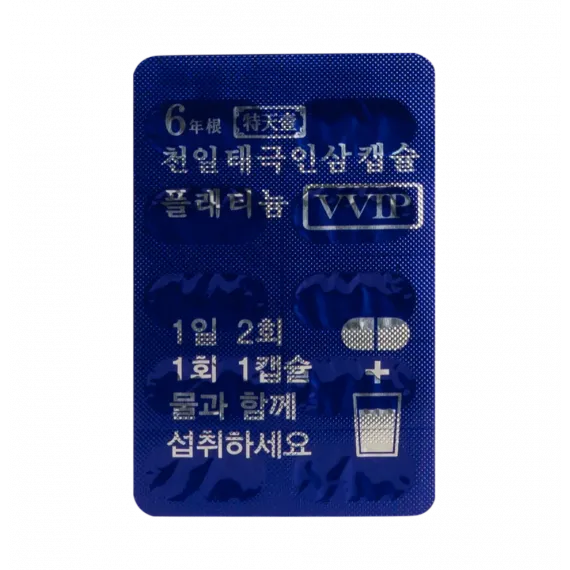 6年根 特天壺
천일태극인삼캡슐
플래티늄 VVIP
1일 2회
1회 1캡슐
물과 함께
섭취하세요